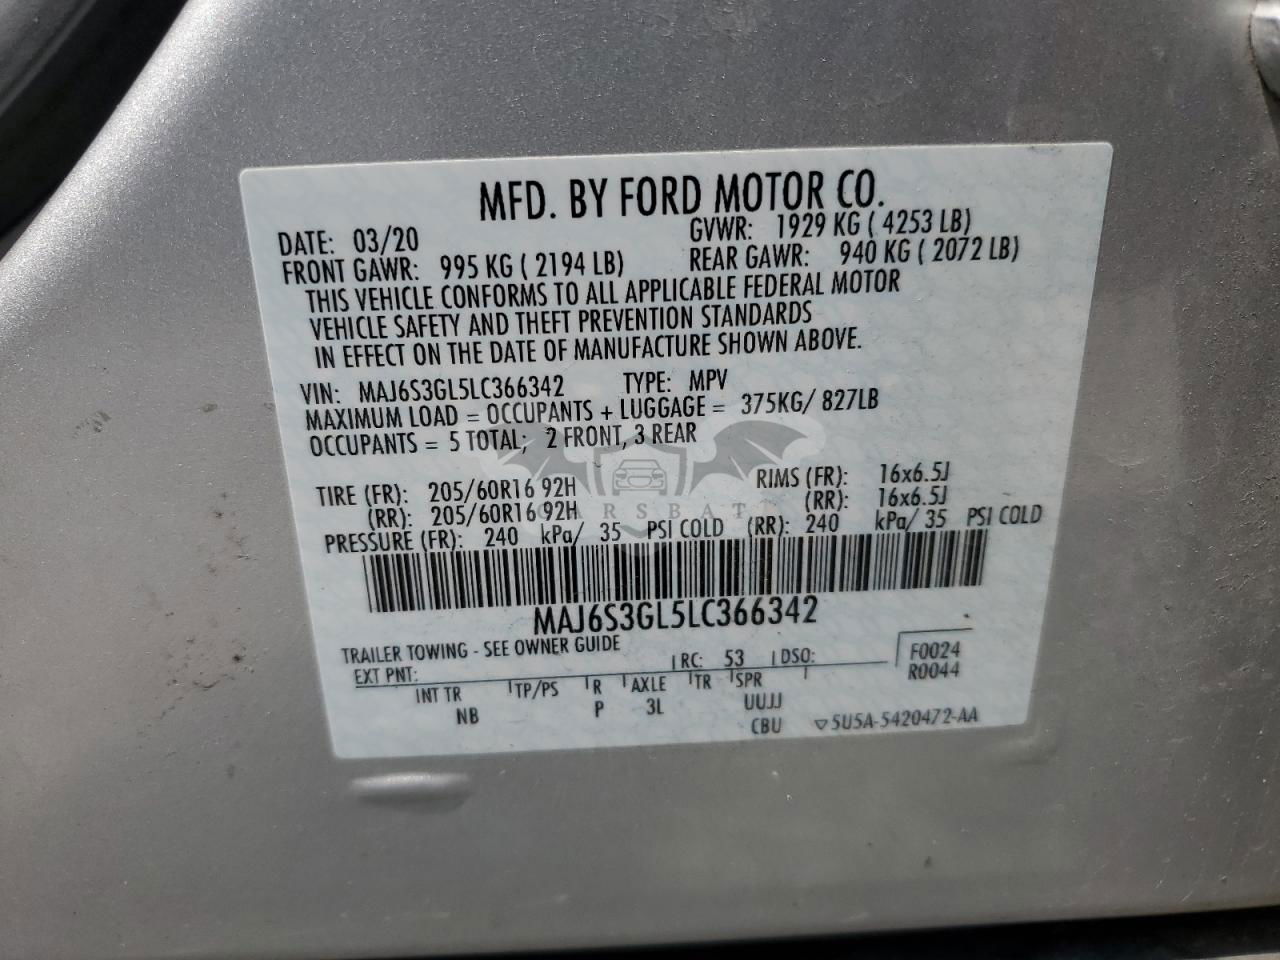 MFD. BY FORD MOTOR CO.
DATE: 03/20 GVWR: 1929 KG ( 4253 LB)
FRONT GAWR: 995 KG ( 2194 LB) REAR GAWR: 940 KG ( 2072 LB)
THIS VEHICLE CONFORMS TO ALL APPLICABLE FEDERAL MOTOR
VEHICLE SAFETY AND THEFT PREVENTION STANDARDS
IN EFFECT ON THE DATE OF MANUFACTURE SHOWN ABOVE.
VIN: MAJ6S3GL5LC366342 TYPE: MPV
MAXIMUM LOAD = OCCUPANTS + LUGGAGE = 375KG/ 827LB
OCCUPANTS = 5 TOTAL; 2 FRONT, 3 REAR
TIRE (FR): 205/60R16 92H RIMS (FR): 16x6.5J
(RR): 205/60R16 92H (RR): 16x6.5J
CARSBAT
PRESSURE (FR): 240 kPa/ 35 PSI COLD (RR): 240 kPa/ 35 PSI COLD
MAJ6S3GL5LC366342
TRAILER TOWING - SEE OWNER GUIDE
EXT PNT: RC: 53 DSO: F0024
R0044
INT TR TP/PS R AXLE TR SPR
NB P 3L UUJJ
CBU ▽5U5A-5420472-AA